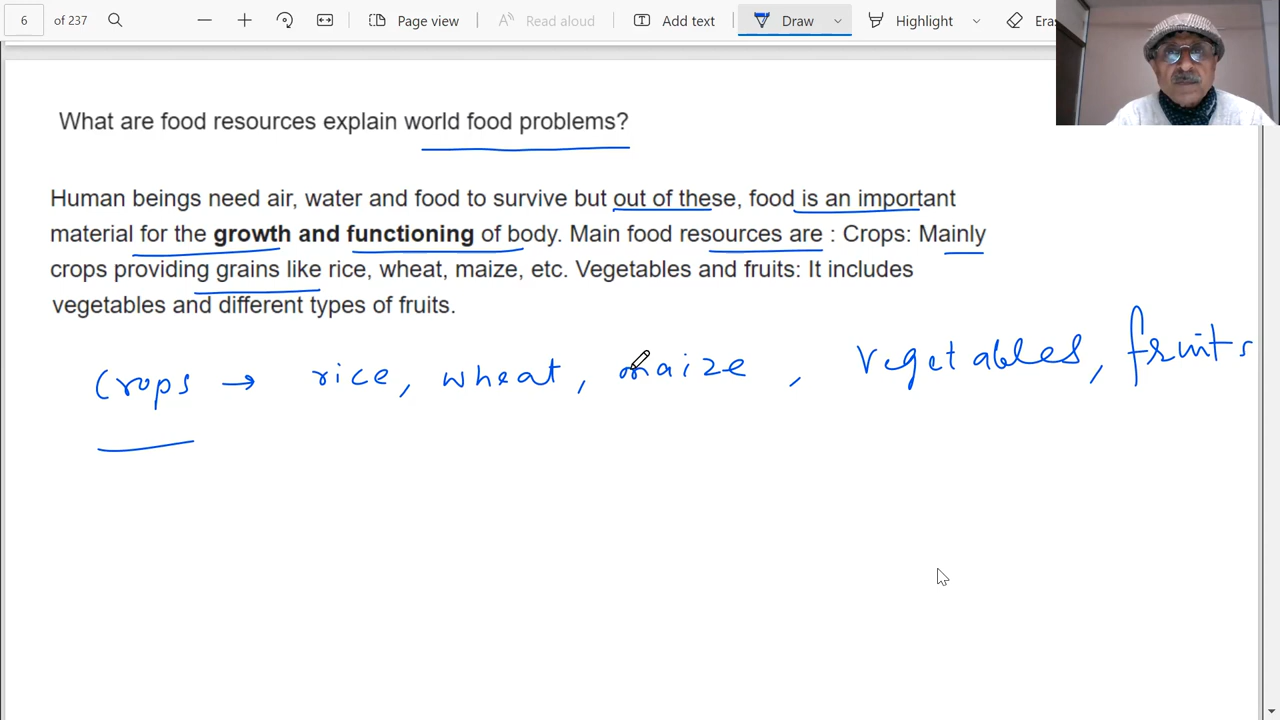 6 of 237 Page view Read aloud Add text Draw Highlight Eras
What are food resources explain world food problems?
Human beings need air, water and food to survive but out of these, food is an important
material for the growth and functioning of body. Main food resources are : Crops: Mainly
crops providing grains like rice, wheat, maize, etc. Vegetables and fruits: It includes
vegetables and different types of fruits.
Crops → rice, wheat, maize, vegetables, fruits